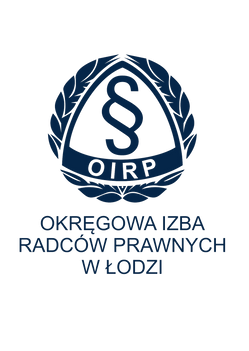 §
OIRP
OKRĘGOWA IZBA
RADCÓW PRAWNYCH
W ŁODZI